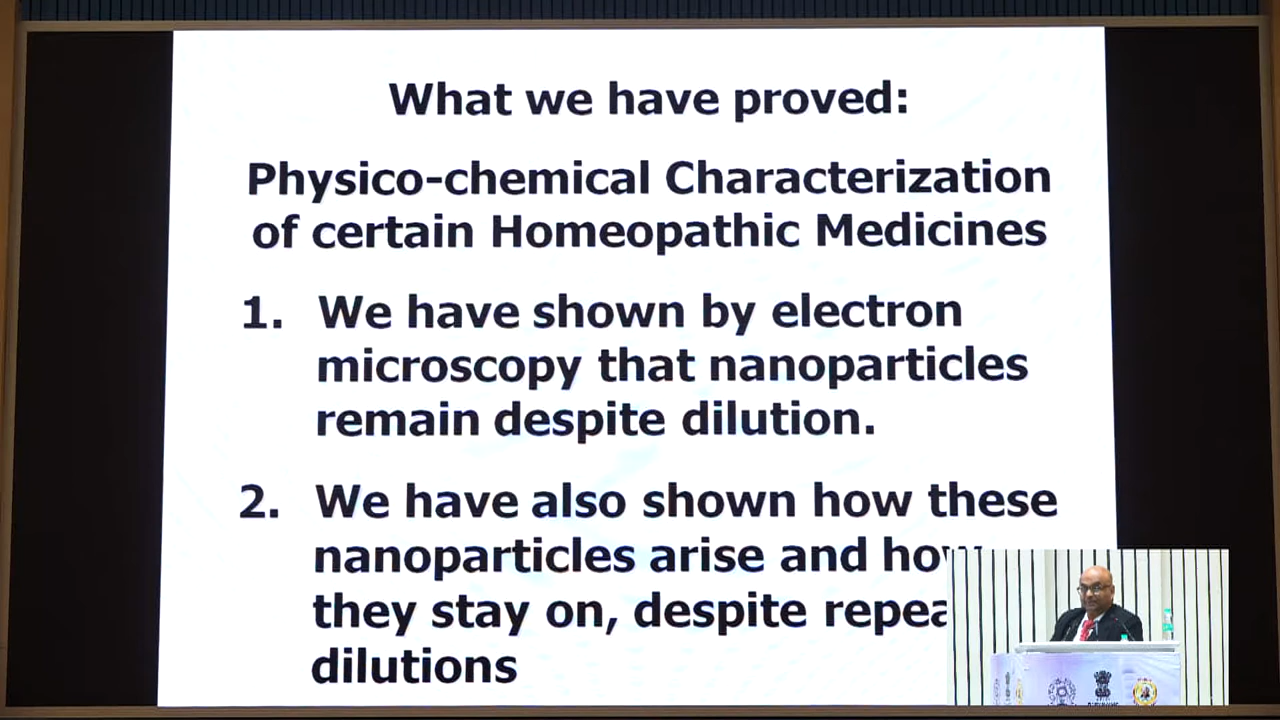 What we have proved:
Physico-chemical Characterization
of certain Homeopathic Medicines
1. We have shown by electron
microscopy that nanoparticles
remain despite dilution.
2. We have also shown how these
nanoparticles arise and how
they stay on, despite
dilutions